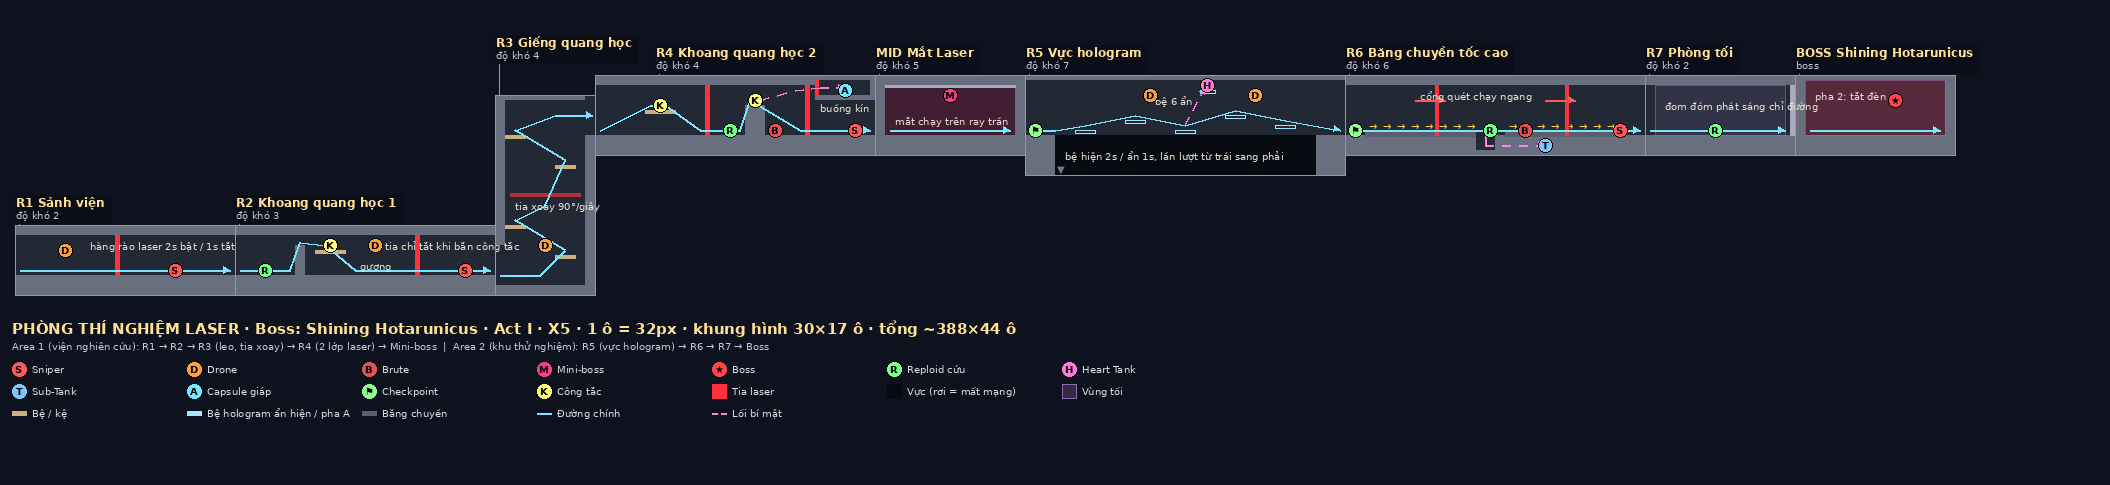 R3 Giếng quang học
độ khó 4
R4 Khoang quang học 2
độ khó 4
MID Mắt Laser
độ khó 5
R5 Vực hologram
độ khó 7
R6 Băng chuyền tốc cao
độ khó 6
R7 Phòng tối
độ khó 2
BOSS Shining Hotarunicus
boss
K
K
R
B
A
buồng kín
S
M
mắt chạy trên ray trần
D
bệ 6 ẩn
H
D
bệ hiện 2s / ẩn 1s, lần lượt từ trái sang phải
cổng quét chạy ngang
R
B
S
T
đom đóm phát sáng chỉ đường
R
pha 2: tắt đèn
R1 Sảnh viện
độ khó 2
R2 Khoang quang học 1
độ khó 3
tia xoay 90°/giây
D
hàng rào laser 2s bật / 1s tắt
S
R
K
D
tia chỉ tắt khi bắn công tắc
gương
S
D
PHÒNG THÍ NGHIỆM LASER · Boss: Shining Hotarunicus · Act I · X5 · 1 ô = 32px · khung hình 30×17 ô · tổng ~388×44 ô
Area 1 (viện nghiên cứu): R1 → R2 → R3 (leo, tia xoay) → R4 (2 lớp laser) → Mini-boss | Area 2 (khu thử nghiệm): R5 (vực hologram) → R6 → R7 → Boss
S Sniper
D Drone
B Brute
M Mini-boss
★ Boss
R Reploid cứu
H Heart Tank
T Sub-Tank
A Capsule giáp
⚑ Checkpoint
K Công tắc
Tia laser
Vực (rơi = mất mạng)
Vùng tối
Bệ / kệ
Bệ hologram ẩn hiện / pha A
Băng chuyền
Đường chính
Lối bí mật